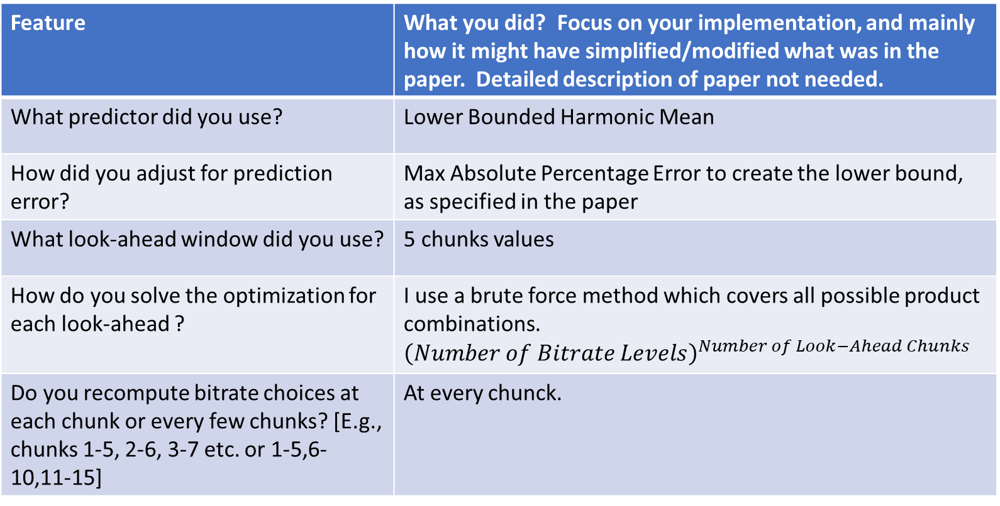 Feature
What you did?  Focus on your implementation, and mainly
how it might have simplified/modified what was in the
paper.  Detailed description of paper not needed.
What predictor did you use?
Lower Bounded Harmonic Mean
How did you adjust for prediction
error?
Max Absolute Percentage Error to create the lower bound,
as specified in the paper
What look-ahead window did you use?
5 chunks values
How do you solve the optimization for
each look-ahead ?
I use a brute force method which covers all possible product
combinations.
(Number of Bitrate Levels)^Number of Look−Ahead Chunks
Do you recompute bitrate choices at
each chunk or every few chunks? [E.g.,
chunks 1-5, 2-6, 3-7 etc. or 1-5,6-
10,11-15]
At every chunck.